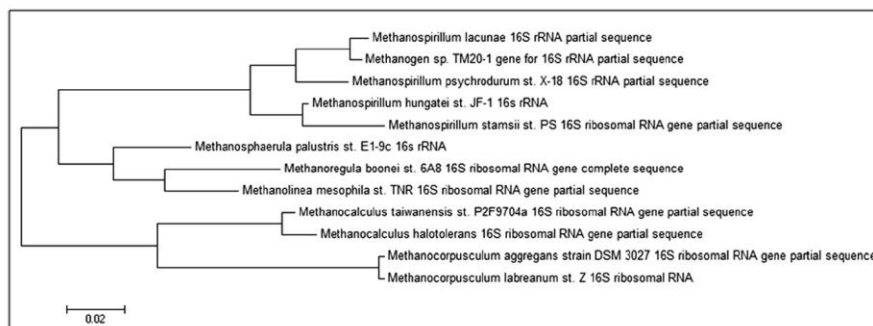 Methanospirillum lacunae 16S rRNA partial sequence
Methanogen sp. TM20-1 gene for 16S rRNA partial sequence
Methanospirillum psychrodurum st. X-18 16S rRNA partial sequence
Methanospirillum hungatei st. JF-1 16s rRNA
Methanospirillum stamsii st. PS 16S ribosomal RNA gene partial sequence
Methanosphaerula palustris st. E1-9c 16s rRNA
Methanoregula boonei st. 6A8 16S ribosomal RNA gene complete sequence
Methanolinea mesophila st. TNR 16S ribosomal RNA gene partial sequence
Methanocalculus taiwanensis st. P2F9704a 16S ribosomal RNA gene partial sequence
Methanocalculus halotolerans 16S ribosomal RNA gene partial sequence
Methanocorpusculum aggregans strain DSM 3027 16S ribosomal RNA gene partial sequence
Methanocorpusculum labreanum st. Z 16S ribosomal RNA
0.02